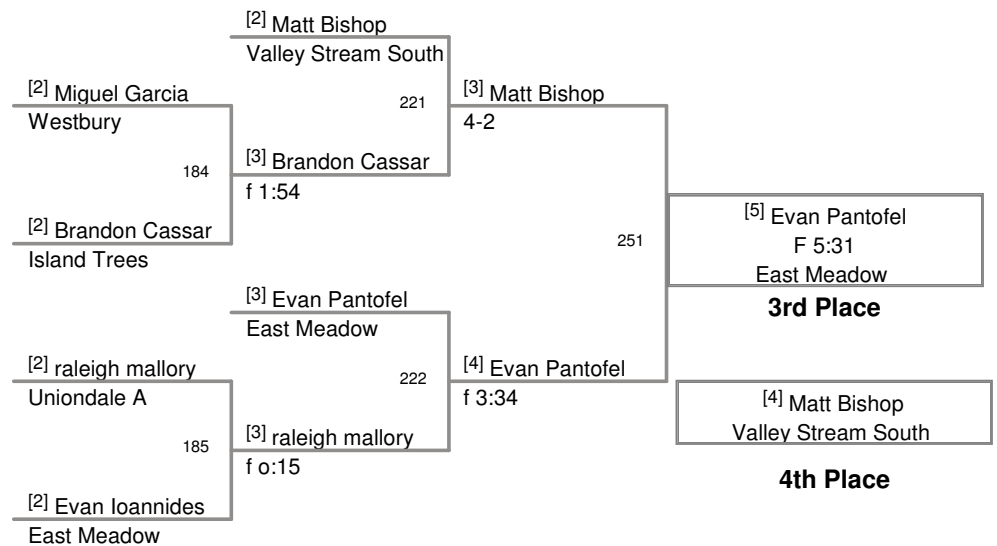 [2] Matt Bishop
Valley Stream South
[2] Miguel Garcia
Westbury
221
[3] Matt Bishop
4-2
184
[3] Brandon Cassar
f 1:54
[2] Brandon Cassar
Island Trees
251
[5] Evan Pantofel
F 5:31
East Meadow
3rd Place
[3] Evan Pantofel
East Meadow
[2] raleigh mallory
Uniondale A
222
[4] Evan Pantofel
f 3:34
[4] Matt Bishop
Valley Stream South
4th Place
185
[3] raleigh mallory
f o:15
[2] Evan Ioannides
East Meadow